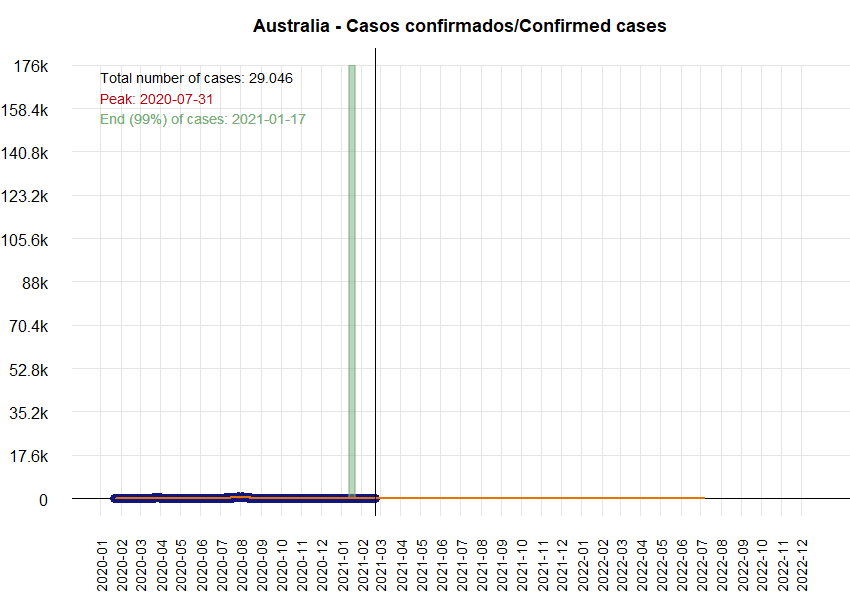 Australia - Casos confirmados/Confirmed cases
176k
Total number of cases: 29.046
Peak: 2020-07-31
158.4k
End (99%) of cases: 2021-01-17
140.8k
123.2k
105.6k
88k
70.4k
52.8k
35.2k
17.6k
0
2020-01
2020-02
2020-03
2020-04
2020-05
2020-06
2020-07
2020-08
2020-09
2020-10
2020-11
2020-12
2021-01
2021-02
2021-03
2021-04
2021-05
2021-06
2021-07
2021-08
2021-09
2021-10
2021-11
2021-12
2022-01
2022-02
2022-03
2022-04
2022-05
2022-06
2022-07
2022-08
2022-09
2022-10
2022-11
2022-12